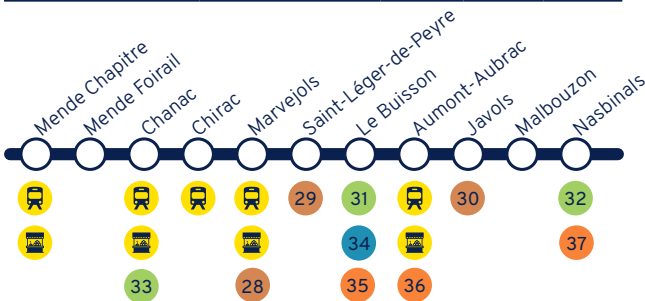 Mende Chapitre
Mende Foirail
Chanac
Chirac
Marvejols
Saint-Léger-de-Peyre
Le Buisson
Aumont-Aubrac
Javols
Malbouzon
Nasbinals
29 31 30 32
34 37
33 28 35 36